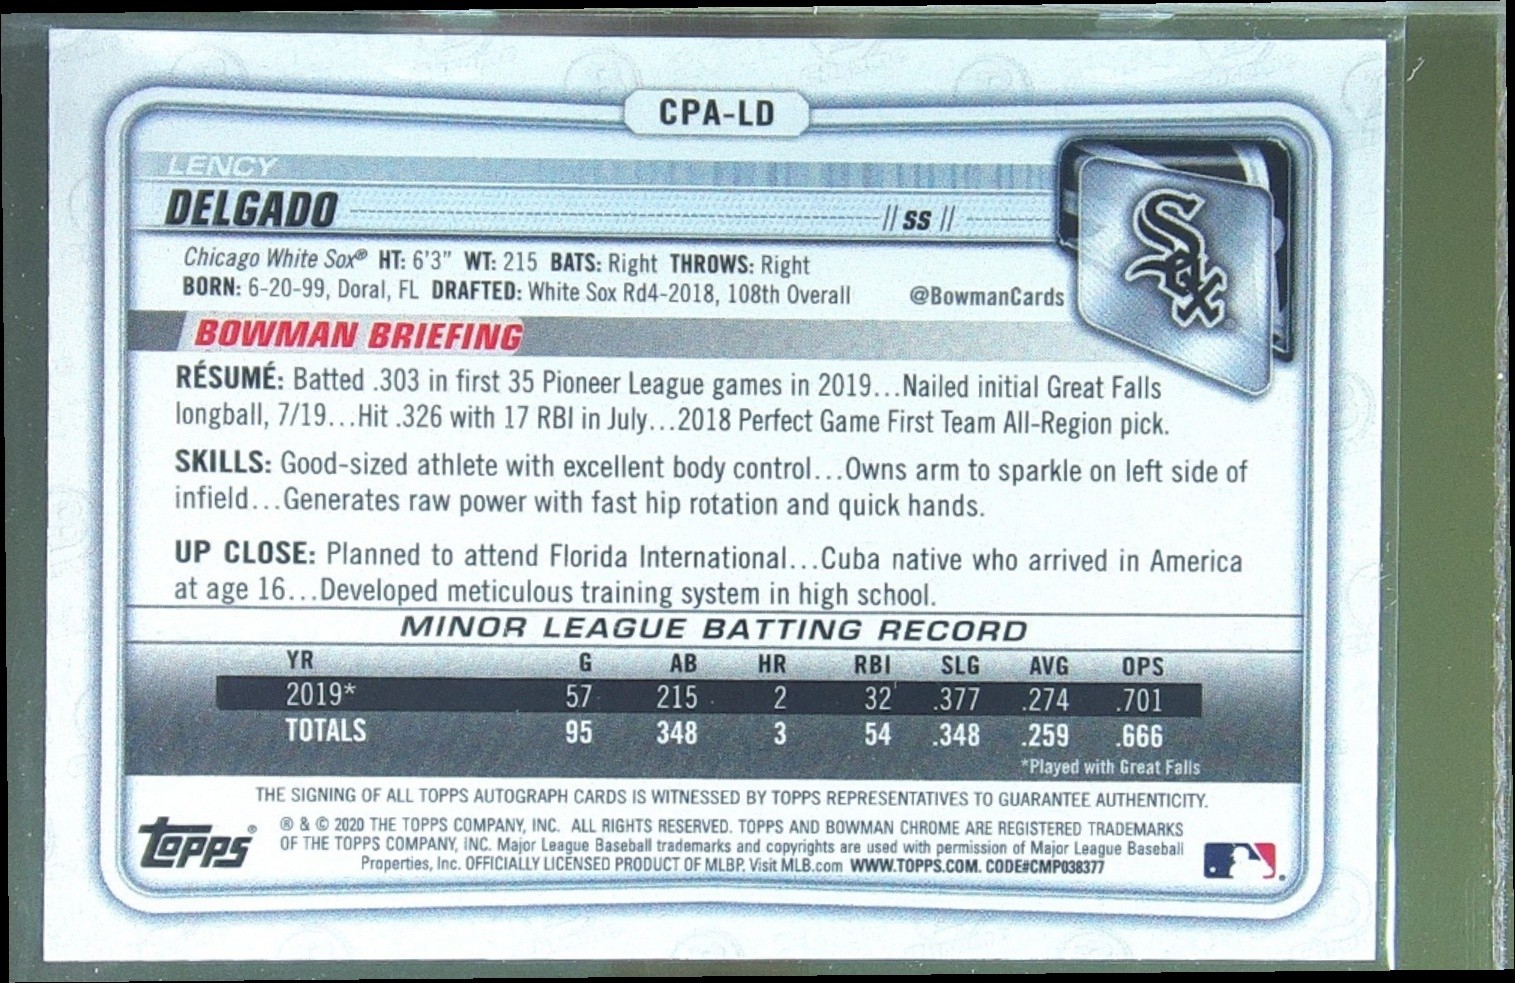 CPA-LD
LENCY
DELGADO // SS //
Sox
Chicago White Sox® HT: 6'3" WT: 215 BATS: Right THROWS: Right
BORN: 6-20-99, Doral, FL DRAFTED: White Sox Rd4-2018, 108th Overall @BowmanCards
BOWMAN BRIEFING
RÉSUMÉ: Batted .303 in first 35 Pioneer League games in 2019...Nailed initial Great Falls
longball, 7/19...Hit .326 with 17 RBI in July...2018 Perfect Game First Team All-Region pick.
SKILLS: Good-sized athlete with excellent body control...Owns arm to sparkle on left side of
infield...Generates raw power with fast hip rotation and quick hands.
UP CLOSE: Planned to attend Florida International...Cuba native who arrived in America
at age 16...Developed meticulous training system in high school.
MINOR LEAGUE BATTING RECORD
YR G AB HR RBI SLG AVG OPS
2019* 57 215 2 32 .377 .274 .701
TOTALS 95 348 3 54 .348 .259 .666
*Played with Great Falls
THE SIGNING OF ALL TOPPS AUTOGRAPH CARDS IS WITNESSED BY TOPPS REPRESENTATIVES TO GUARANTEE AUTHENTICITY.
topps®
® & © 2020 THE TOPPS COMPANY, INC. ALL RIGHTS RESERVED. TOPPS AND BOWMAN CHROME ARE REGISTERED TRADEMARKS
OF THE TOPPS COMPANY, INC. Major League Baseball trademarks and copyrights are used with permission of Major League Baseball
Properties, Inc. OFFICIALLY LICENSED PRODUCT OF MLBP. Visit MLB.com WWW.TOPPS.COM. CODE#CMP038377